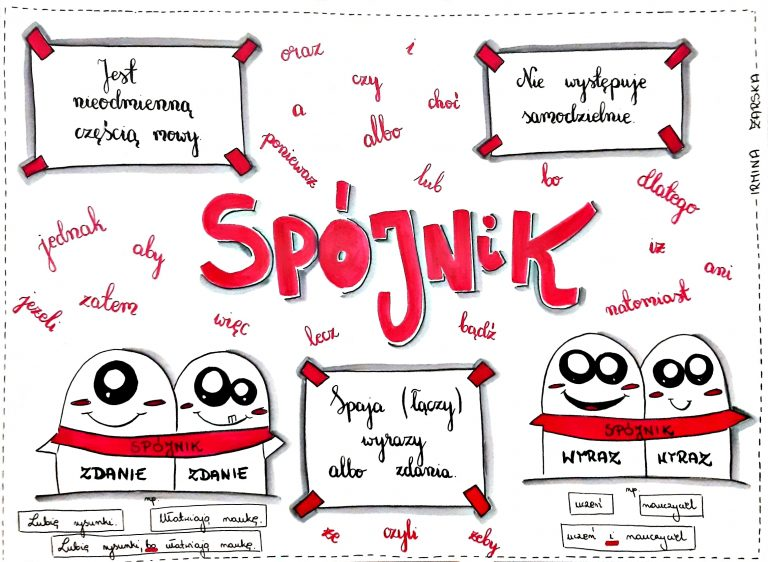 Jest
nieodmienną
częścią mowy.
oraz
i
czy
a
choć
albo
ponieważ
lub
bo
Nie występuje
samodzielnie.
dlatego
IRMINA ŻARSKA
SPÓJNIK
jednak
aby
jeżeli
zatem
więc
lecz
bądź
iż
ani
natomiast
SPÓJNIK
ZDANIE ZDANIE
np.
Lubię rysunki.
Ułatwiają naukę.
Lubię rysunki, bo ułatwiają naukę.
Spaja (łączy)
wyrazy
albo zdania.
że
czyli
żeby
SPÓJNIK
WYRAZ WYRAZ
np.
uczeń
nauczyciel
uczeń i nauczyciel